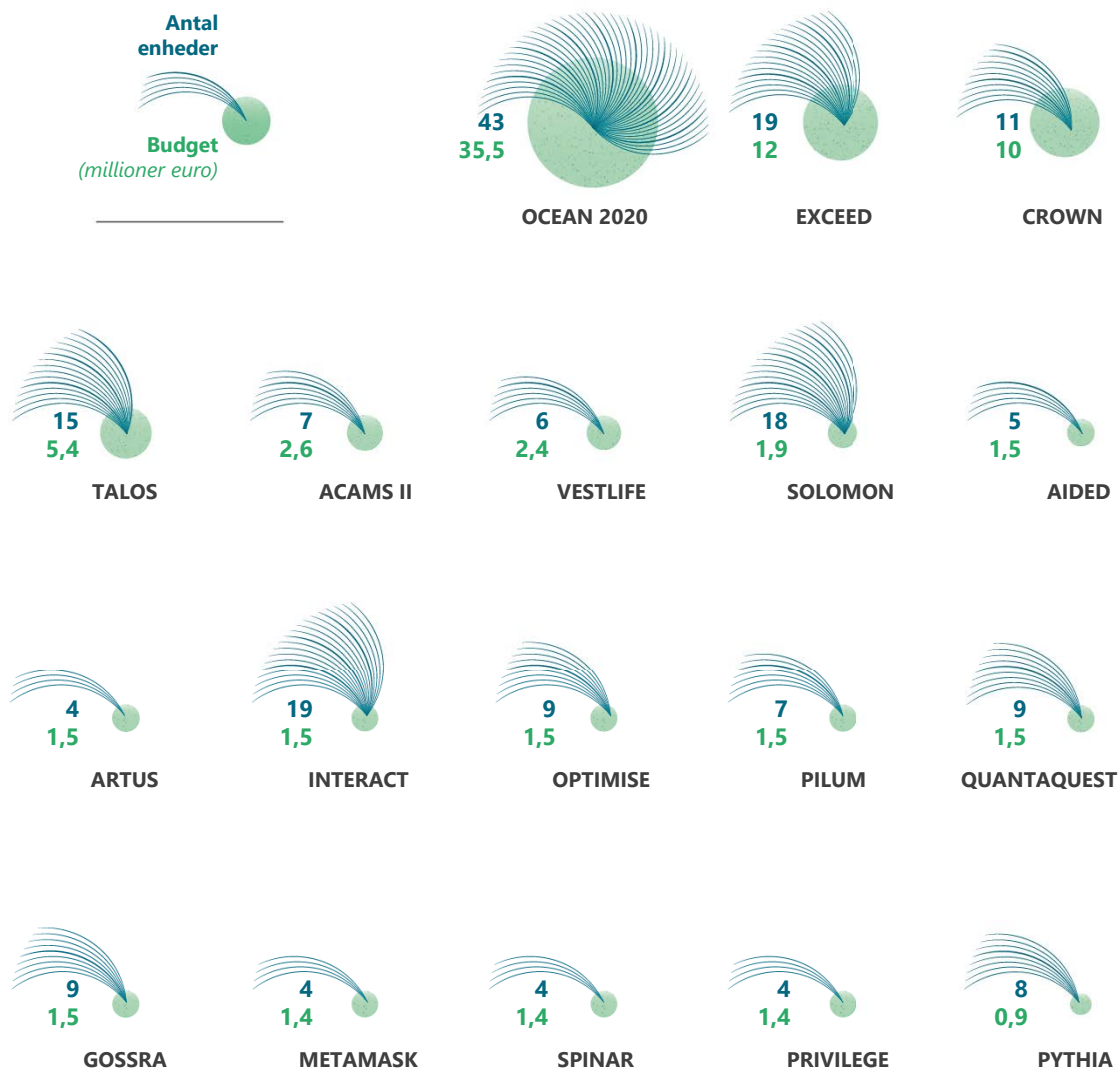 Antal
enheder
Budget
(millioner euro)
43
35,5
OCEAN 2020
19
12
EXCEED
11
10
CROWN
15
5,4
TALOS
7
2,6
ACAMS II
6
2,4
VESTLIFE
18
1,9
SOLOMON
5
1,5
AIDED
4
1,5
ARTUS
19
1,5
INTERACT
9
1,5
OPTIMISE
7
1,5
PILUM
9
1,5
QUANTAQUEST
9
1,5
GOSSRA
4
1,4
METAMASK
4
1,4
SPINAR
4
1,4
PRIVILEGE
8
0,9
PYTHIA